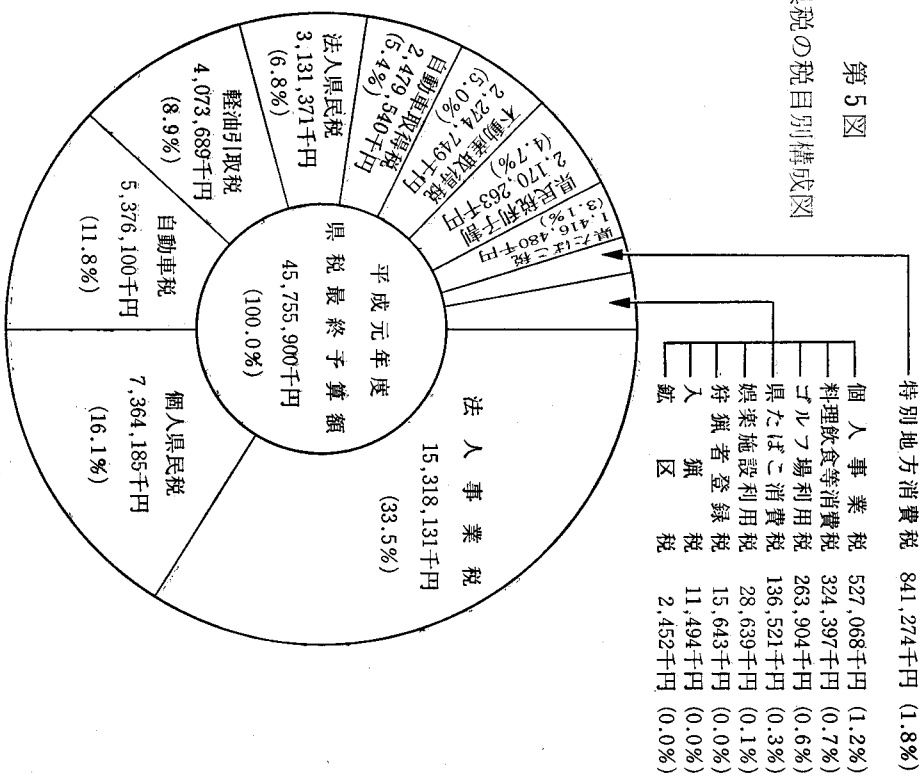 第5図
県税の税目別構成図
特別地方消費税 841,274千円 (1.8%)
個人事業税 527,068千円 (1.2%)
料理飲食等消費税 324,397千円 (0.7%)
ゴルフ場利用税 263,904千円 (0.6%)
県たばこ消費税 136,521千円 (0.3%)
娯楽施設利用税 28,639千円 (0.1%)
狩猟者登録税 15,643千円 (0.0%)
入猟税 11,494千円 (0.0%)
鉱区税 2,452千円 (0.0%)
平成元年度
県税最終予算額
45,755,900千円
(100.0%)
法人事業税
15,318,131千円
(33.5%)
個人県民税
7,364,185千円
(16.1%)
自動車税
5,376,100千円
(11.8%)
軽油引取税
4,073,689千円
(8.9%)
法人県民税
3,131,371千円
(6.8%)
自動車取得税
2,479,540千円
(5.4%)
不動産取得税
2,274,749千円
(5.0%)
県民税利子割
2,170,263千円
(4.7%)
県たばこ税
1,416,480千円
(3.1%)